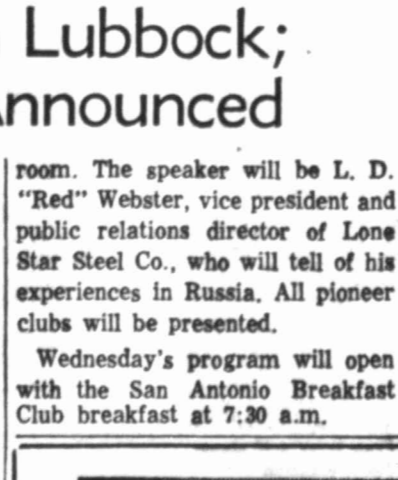 Lubbock;
Announced
room. The speaker will be L. D.
"Red" Webster, vice president and
public relations director of Lone
Star Steel Co., who will tell of his
experiences in Russia. All pioneer
clubs will be presented.
Wednesday's program will open
with the San Antonio Breakfast
Club breakfast at 7:30 a.m.